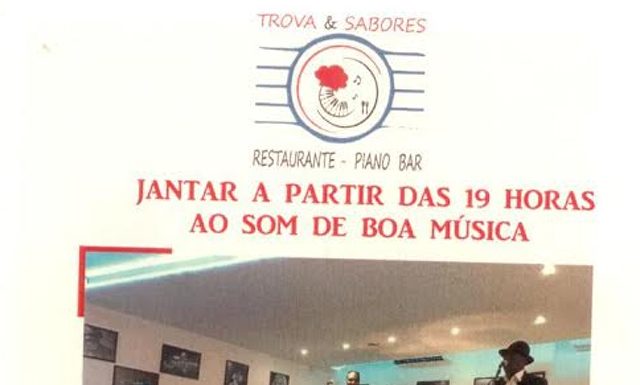 TROVA & SABORES
RESTAURANTE - PIANO BAR
JANTAR A PARTIR DAS 19 HORAS
AO SOM DE BOA MÚSICA